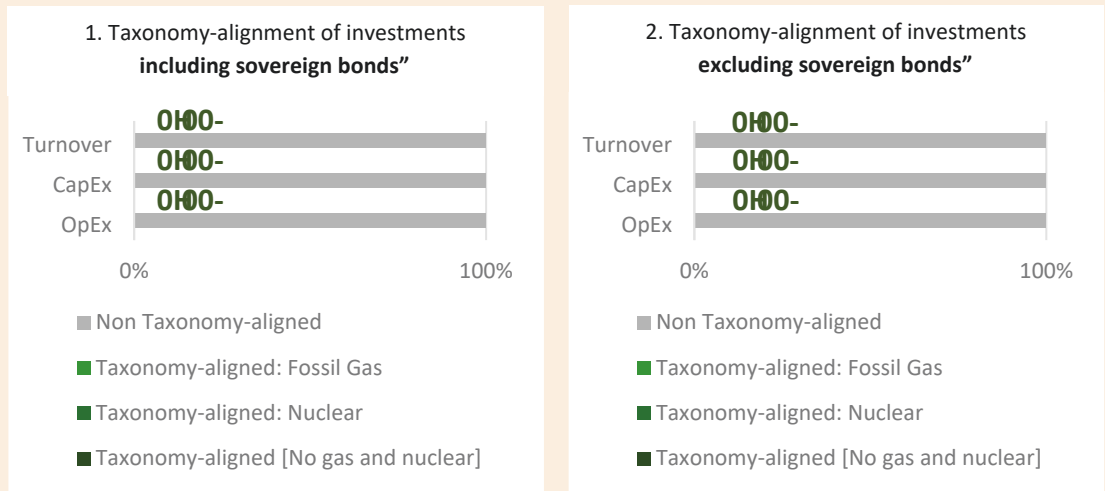 1. Taxonomy-alignment of investments
including sovereign bonds”
Turnover
CapEx
OpEx
0%
100%
Non Taxonomy-aligned
Taxonomy-aligned: Fossil Gas
Taxonomy-aligned: Nuclear
Taxonomy-aligned [No gas and nuclear]
2. Taxonomy-alignment of investments
excluding sovereign bonds”
Turnover
CapEx
OpEx
0%
100%
Non Taxonomy-aligned
Taxonomy-aligned: Fossil Gas
Taxonomy-aligned: Nuclear
Taxonomy-aligned [No gas and nuclear]